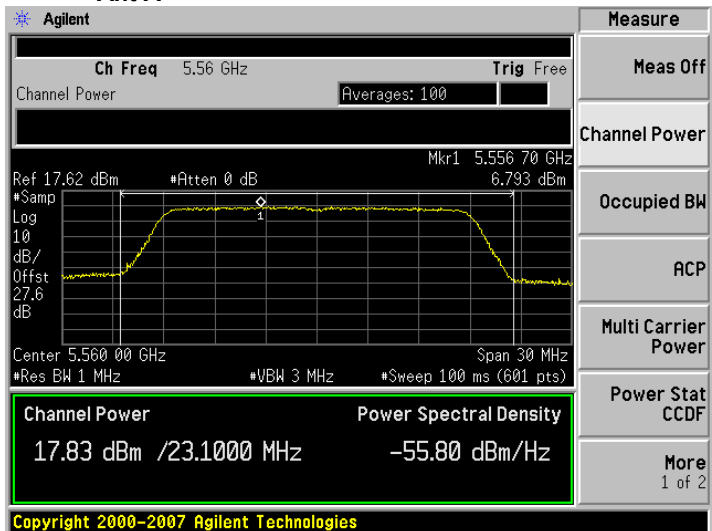 Agilent
Measure
Ch Freq 5.56 GHz Trig Free
Channel Power Averages: 100
Mkr1 5.556 70 GHz
Ref 17.62 dBm #Atten 0 dB 6.793 dBm
#Samp
Log
10
dB/
Offst
27.6
dB
1
Center 5.560 00 GHz Span 30 MHz
#Res BW 1 MHz #VBW 3 MHz #Sweep 100 ms (601 pts)
Channel Power Power Spectral Density
17.83 dBm /23.1000 MHz -55.80 dBm/Hz
Copyright 2000-2007 Agilent Technologies
Meas Off
Channel Power
Occupied BW
ACP
Multi Carrier
Power
Power Stat
CCDF
More
1 of 2